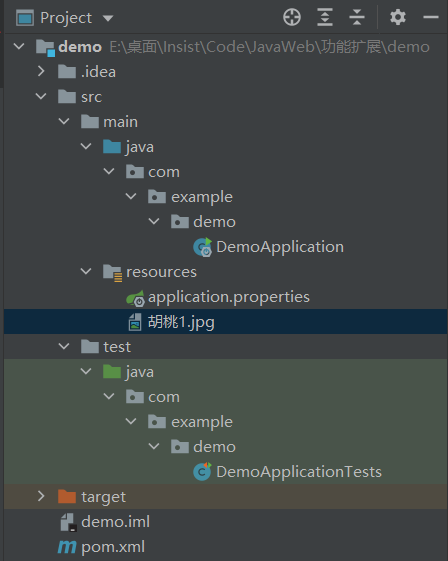 Project
demo E:\桌面\Insist\Code\JavaWeb\功能扩展\demo
.idea
src
main
java
com
example
demo
DemoApplication
resources
application.properties
胡桃1.jpg
test
java
com
example
demo
DemoApplicationTests
target
demo.iml
pom.xml